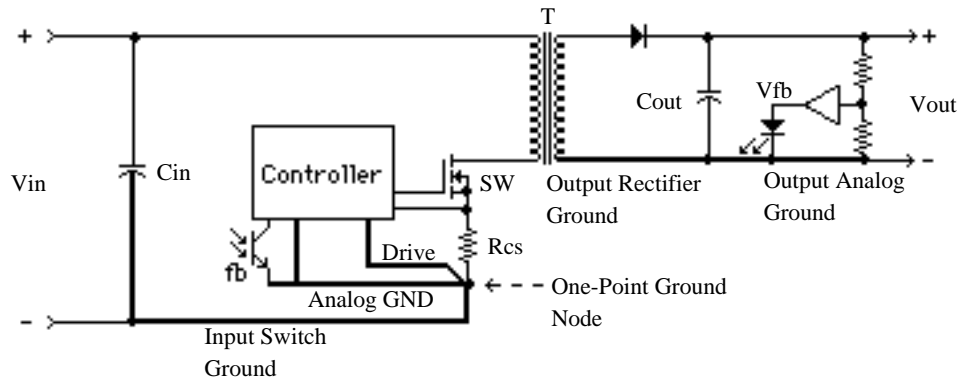 T
+
+
Vfb
Cout
Vout
Controller
Cin
Vin
SW
-
Output Rectifier
Ground
Output Analog
Ground
Rcs
Drive
fb
Analog GND
One-Point Ground
Node
-
Input Switch
Ground